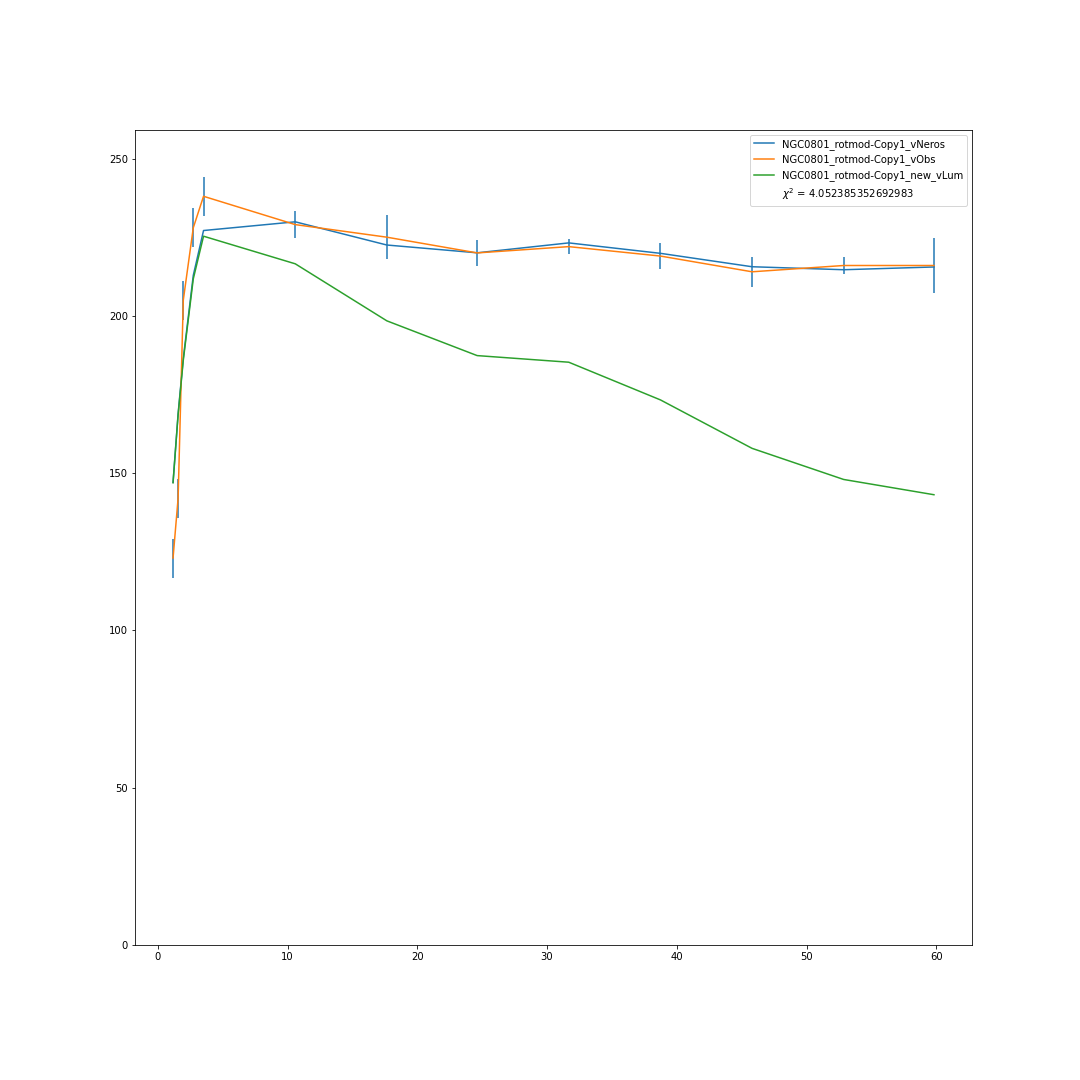 NGC0801_rotmod-Copy1_vNeros
NGC0801_rotmod-Copy1_vObs
NGC0801_rotmod-Copy1_new_vLum
χ² = 4.052385352692983
250
200
150
100
50
0
0 10 20 30 40 50 60